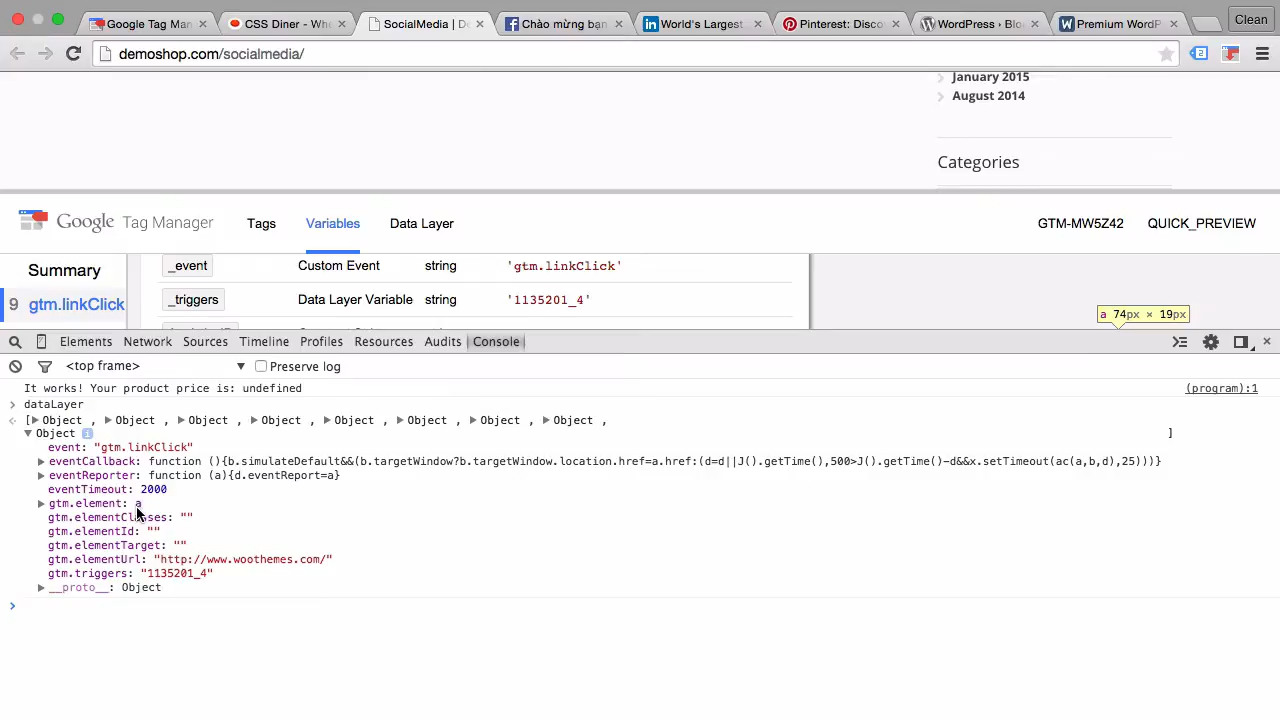 Google Tag Man
CSS Diner - Whe
SocialMedia | De
Chào mừng bạn
World's Largest
Pinterest: Disco
WordPress › Blog
Premium WordP
Clean
demoshop.com/socialmedia/
January 2015
August 2014
Categories
Google Tag Manager
Tags
Variables
Data Layer
GTM-MW5Z42
QUICK_PREVIEW
Summary
9 gtm.linkClick
_event Custom Event string 'gtm.linkClick'
_triggers Data Layer Variable string '1135201_4'
a 74px × 19px
Elements Network Sources Timeline Profiles Resources Audits Console
<top frame> Preserve log
It works! Your product price is: undefined (program):1
dataLayer
[Object , Object , Object , Object , Object , Object , Object , Object ,
Object ]
event: "gtm.linkClick"
eventCallback: function (){b.simulateDefault&&(b.targetWindow?b.targetWindow.location.href=a.href:(d=d||J().getTime(),500>J().getTime()-d&&x.setTimeout(ac(a,b,d),25)))}
eventReporter: function (a){d.eventReport=a}
eventTimeout: 2000
gtm.element: a
gtm.elementClasses: ""
gtm.elementId: ""
gtm.elementTarget: ""
gtm.elementUrl: "http://www.woothemes.com/"
gtm.triggers: "1135201_4"
__proto__: Object